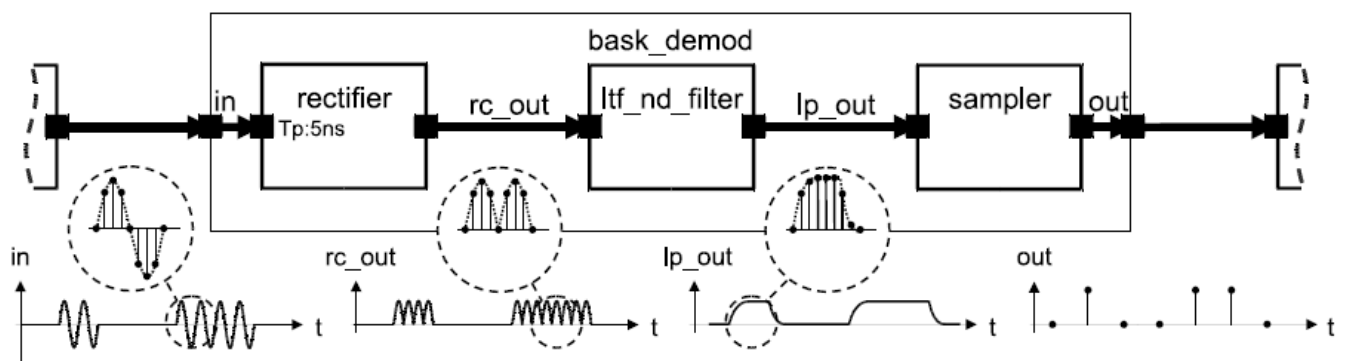 bask_demod
in
rectifier
Tp:5ns
rc_out
ltf_nd_filter
lp_out
sampler
out
in
t
rc_out
t
lp_out
t
out
t